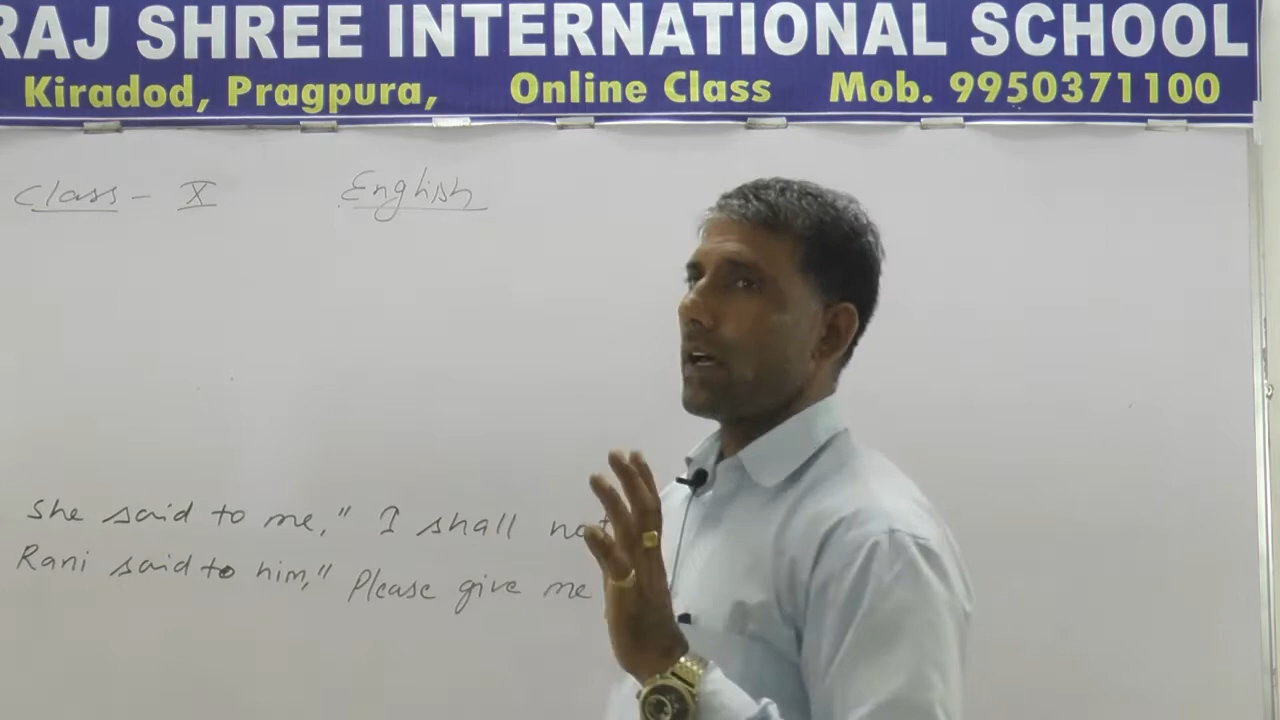 RAJ SHREE INTERNATIONAL SCHOOL
Kiradod, Pragpura, Online Class Mob. 9950371100
Class - X English
She said to me," I shall not
Rani said to him," Please give me